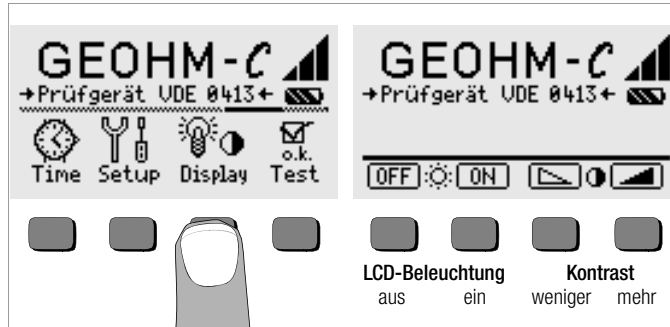 GEOHM-C
→Prüfgerät VDE 0413←
Time Setup Display o.k. Test
GEOHM-C
→Prüfgerät VDE 0413←
OFF ON
LCD-Beleuchtung Kontrast
aus ein weniger mehr